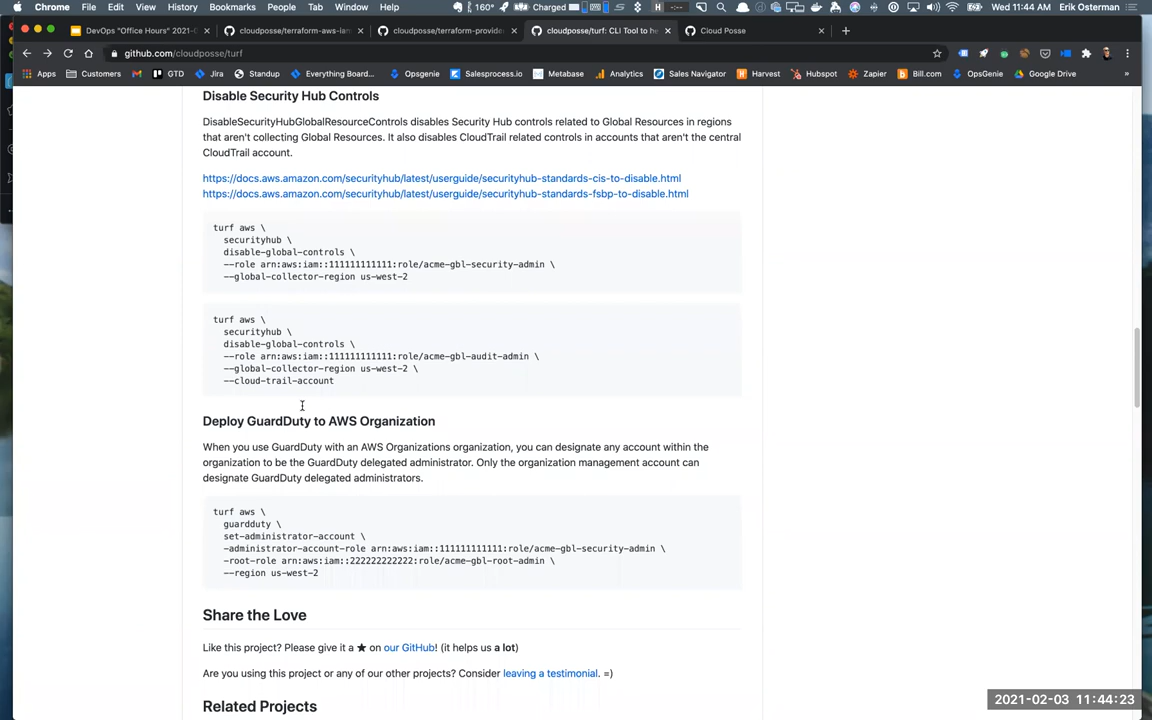 Chrome File Edit View History Bookmarks People Tab Window Help
160° Charged Wed 11:44 AM Erik Osterman
DevOps "Office Hours" 2021-0
cloudposse/terraform-aws-iam
cloudposse/terraform-provider
cloudposse/turf: CLI Tool to he
Cloud Posse
github.com/cloudposse/turf
Apps Customers GTD Jira Standup Everything Board... Opsgenie Salesprocess.io Metabase Analytics Sales Navigator Harvest Hubspot Zapier Bill.com OpsGenie Google Drive »
Disable Security Hub Controls
DisableSecurityHubGlobalResourceControls disables Security Hub controls related to Global Resources in regions
that aren't collecting Global Resources. It also disables CloudTrail related controls in accounts that aren't the central
CloudTrail account.
https://docs.aws.amazon.com/securityhub/latest/userguide/securityhub-standards-cis-to-disable.html
https://docs.aws.amazon.com/securityhub/latest/userguide/securityhub-standards-fsbp-to-disable.html
turf aws \
securityhub \
disable-global-controls \
--role arn:aws:iam::111111111111:role/acme-gbl-security-admin \
--global-collector-region us-west-2
turf aws \
securityhub \
disable-global-controls \
--role arn:aws:iam::111111111111:role/acme-gbl-audit-admin \
--global-collector-region us-west-2 \
--cloud-trail-account
Deploy GuardDuty to AWS Organization
When you use GuardDuty with an AWS Organizations organization, you can designate any account within the
organization to be the GuardDuty delegated administrator. Only the organization management account can
designate GuardDuty delegated administrators.
turf aws \
guardduty \
set-administrator-account \
-administrator-account-role arn:aws:iam::111111111111:role/acme-gbl-security-admin \
-root-role arn:aws:iam::222222222222:role/acme-gbl-root-admin \
--region us-west-2
Share the Love
Like this project? Please give it a ★ on our GitHub! (it helps us a lot)
Are you using this project or any of our other projects? Consider leaving a testimonial. =)
Related Projects
2021-02-03 11:44:23